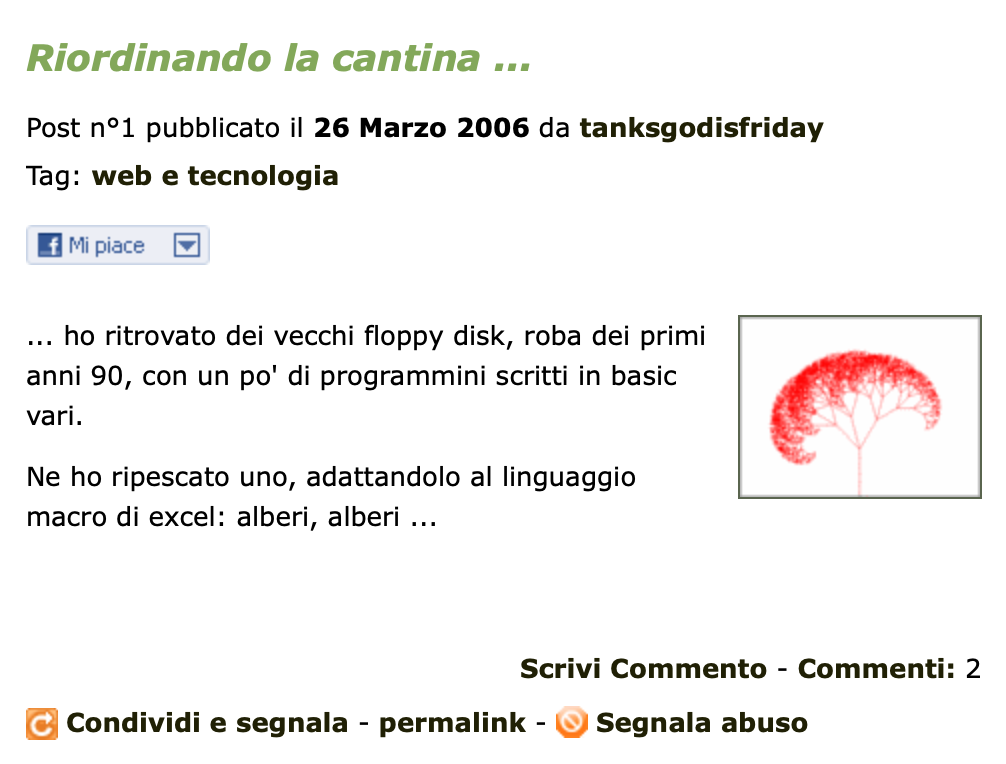 Riordinando la cantina ...
Post n°1 pubblicato il 26 Marzo 2006 da tanksgodisfriday
Tag: web e tecnologia
Mi piace
... ho ritrovato dei vecchi floppy disk, roba dei primi
anni 90, con un po' di programmini scritti in basic
vari.
Ne ho ripescato uno, adattandolo al linguaggio
macro di excel: alberi, alberi ...
Scrivi Commento - Commenti: 2
Condividi e segnala - permalink - Segnala abuso